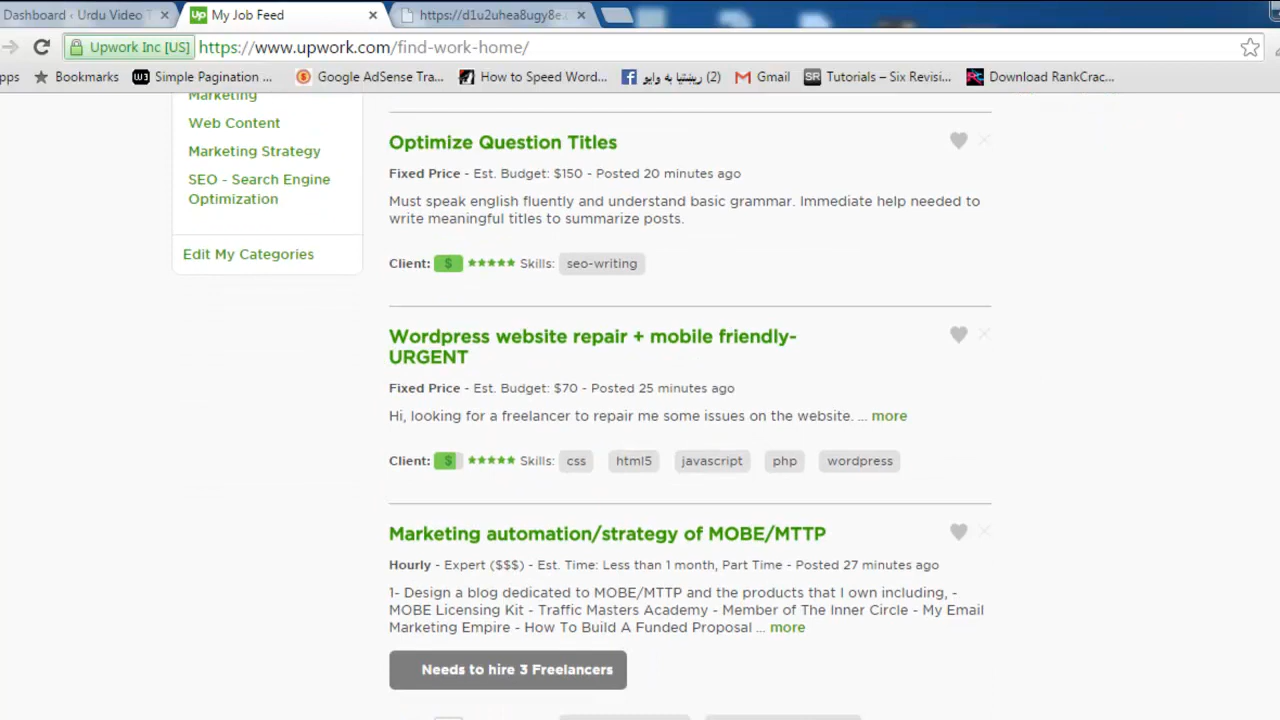 Dashboard ‹ Urdu Video
Up My Job Feed
https://d1u2uhea8ugy8e.
Upwork Inc [US] https://www.upwork.com/find-work-home/
pps Bookmarks W3 Simple Pagination ... Google AdSense Tra... How to Speed Word... (2) Gmail SR Tutorials – Six Revisi... Download RankCrac...
Marketing
Web Content
Marketing Strategy
SEO - Search Engine
Optimization
Edit My Categories
Optimize Question Titles
Fixed Price - Est. Budget: $150 - Posted 20 minutes ago
Must speak english fluently and understand basic grammar. Immediate help needed to
write meaningful titles to summarize posts.
Client: $ Skills: seo-writing
Wordpress website repair + mobile friendly-
URGENT
Fixed Price - Est. Budget: $70 - Posted 25 minutes ago
Hi, looking for a freelancer to repair me some issues on the website. ... more
Client: $ Skills: css html5 javascript php wordpress
Marketing automation/strategy of MOBE/MTTP
Hourly - Expert ($$$) - Est. Time: Less than 1 month, Part Time - Posted 27 minutes ago
1- Design a blog dedicated to MOBE/MTTP and the products that I own including, -
MOBE Licensing Kit - Traffic Masters Academy - Member of The Inner Circle - My Email
Marketing Empire - How To Build A Funded Proposal ... more
Needs to hire 3 Freelancers